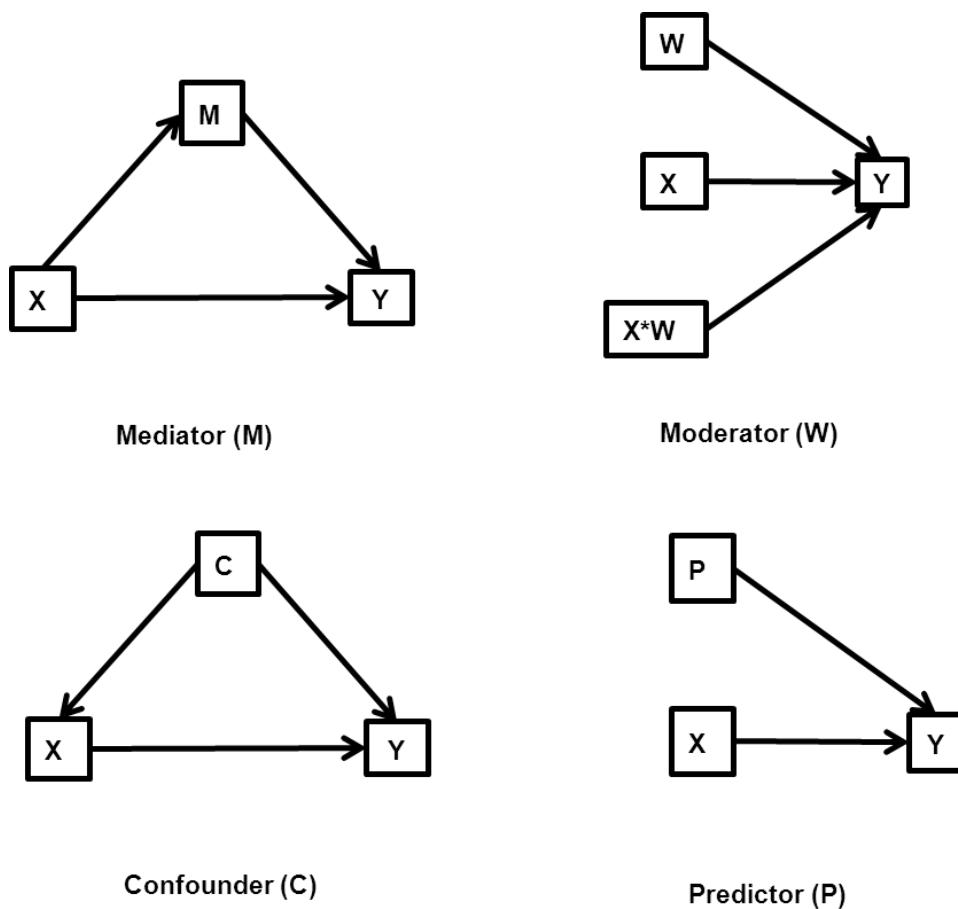 M
X
Y
Mediator (M)
W
X
Y
X*W
Moderator (W)
C
X
Y
Confounder (C)
P
X
Y
Predictor (P)